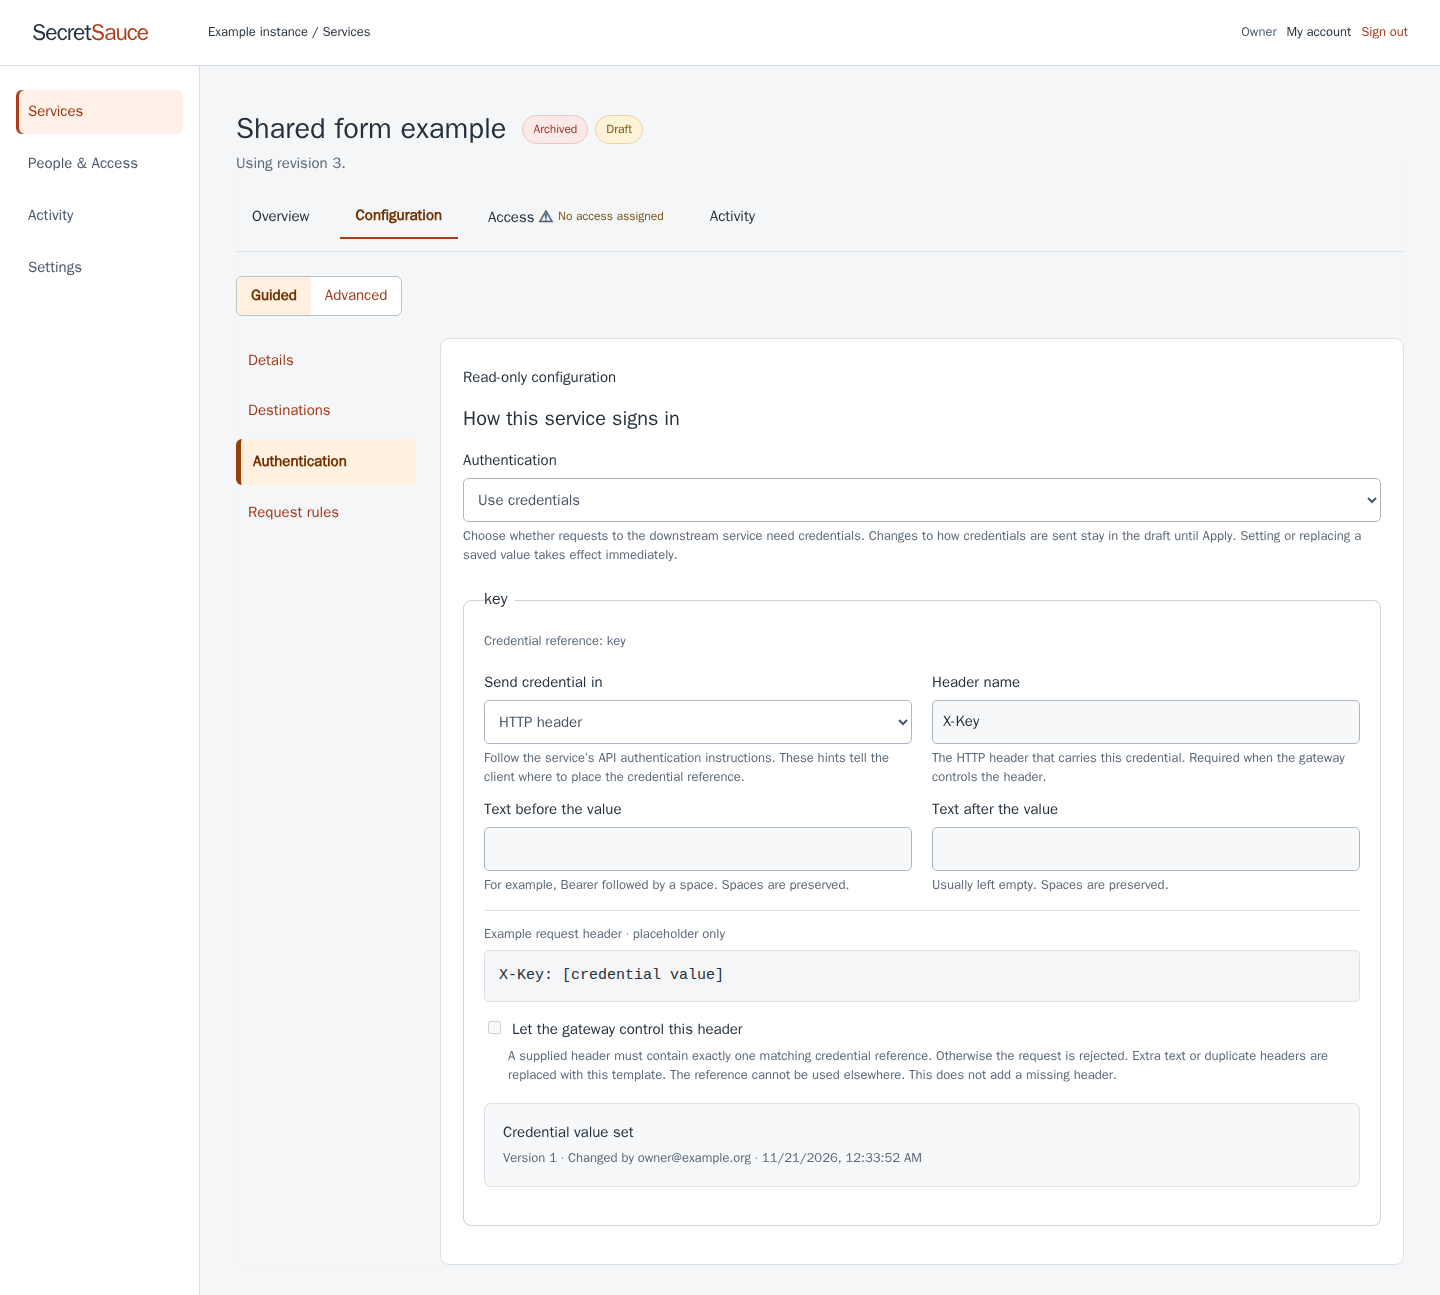 SecretSauce
Example instance / Services
Owner My account Sign out
Services
People & Access
Activity
Settings
Shared form example
Archived
Draft
Using revision 3.
Overview
Configuration
Access ⚠ No access assigned
Activity
Guided
Advanced
Details
Destinations
Authentication
Request rules
Read-only configuration
How this service signs in
Authentication
Use credentials
Choose whether requests to the downstream service need credentials. Changes to how credentials are sent stay in the draft until Apply. Setting or replacing a
saved value takes effect immediately.
key
Credential reference: key
Send credential in
HTTP header
Follow the service's API authentication instructions. These hints tell the
client where to place the credential reference.
Header name
X-Key
The HTTP header that carries this credential. Required when the gateway
controls the header.
Text before the value
For example, Bearer followed by a space. Spaces are preserved.
Text after the value
Usually left empty. Spaces are preserved.
Example request header · placeholder only
X-Key: [credential value]
Let the gateway control this header
A supplied header must contain exactly one matching credential reference. Otherwise the request is rejected. Extra text or duplicate headers are
replaced with this template. The reference cannot be used elsewhere. This does not add a missing header.
Credential value set
Version 1 · Changed by owner@example.org · 11/21/2026, 12:33:52 AM